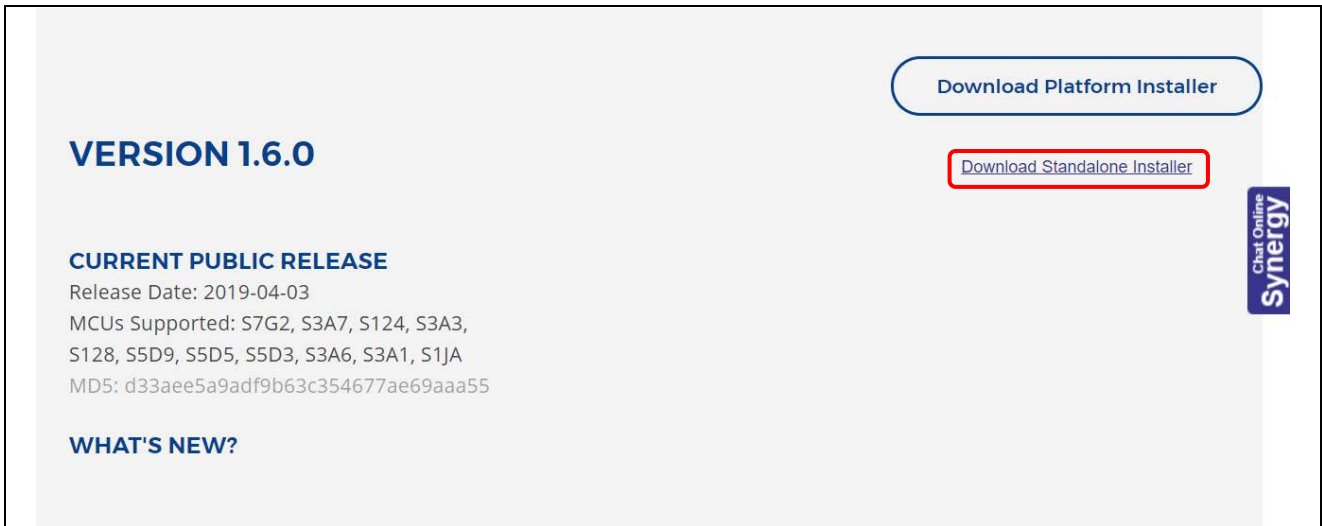 Download Platform Installer
VERSION 1.6.0
Download Standalone Installer
Chat Online
Synergy
CURRENT PUBLIC RELEASE
Release Date: 2019-04-03
MCUs Supported: S7G2, S3A7, S124, S3A3,
S128, S5D9, S5D5, S5D3, S3A6, S3A1, S1JA
MD5: d33aee5a9adf9b63c354677ae69aaa55
WHAT'S NEW?